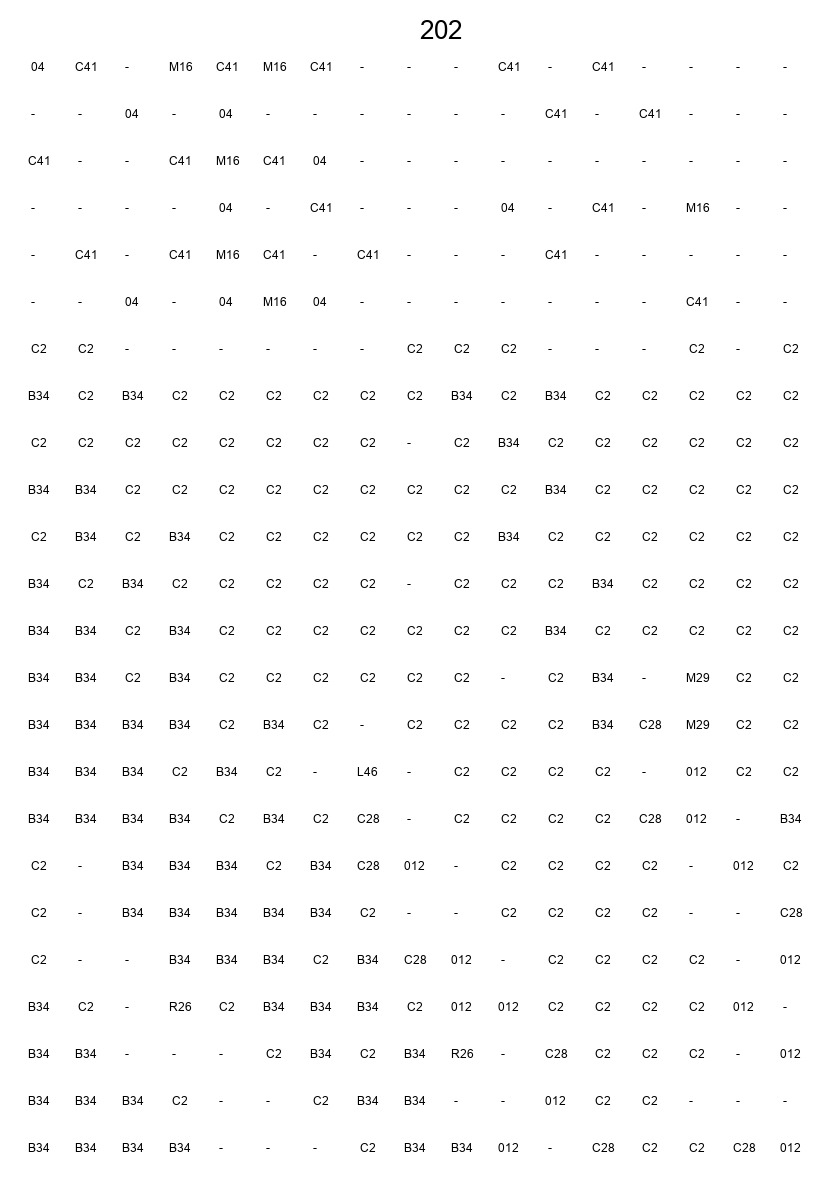 202
04 C41 - M16 C41 M16 C41 - - - C41 - C41 - - - -
- - 04 - 04 - - - - - - C41 - C41 - - -
C41 - - C41 M16 C41 04 - - - - - - - - - -
- - - - 04 - C41 - - - 04 - C41 - M16 - -
- C41 - C41 M16 C41 - C41 - - - C41 - - - - -
- - 04 - 04 M16 04 - - - - - - - C41 - -
C2 C2 - - - - - - C2 C2 C2 - - - C2 - C2
B34 C2 B34 C2 C2 C2 C2 C2 C2 B34 C2 B34 C2 C2 C2 C2 C2
C2 C2 C2 C2 C2 C2 C2 C2 - C2 B34 C2 C2 C2 C2 C2 C2
B34 B34 C2 C2 C2 C2 C2 C2 C2 C2 C2 B34 C2 C2 C2 C2 C2
C2 B34 C2 B34 C2 C2 C2 C2 C2 C2 B34 C2 C2 C2 C2 C2 C2
B34 C2 B34 C2 C2 C2 C2 C2 - C2 C2 C2 B34 C2 C2 C2 C2
B34 B34 C2 B34 C2 C2 C2 C2 C2 C2 C2 B34 C2 C2 C2 C2 C2
B34 B34 C2 B34 C2 C2 C2 C2 C2 C2 - C2 B34 - M29 C2 C2
B34 B34 B34 B34 C2 B34 C2 - C2 C2 C2 C2 B34 C28 M29 C2 C2
B34 B34 B34 C2 B34 C2 - L46 - C2 C2 C2 C2 - 012 C2 C2
B34 B34 B34 B34 C2 B34 C2 C28 - C2 C2 C2 C2 C28 012 - B34
C2 - B34 B34 B34 C2 B34 C28 012 - C2 C2 C2 C2 - 012 C2
C2 - B34 B34 B34 B34 B34 C2 - - C2 C2 C2 C2 - - C28
C2 - - B34 B34 B34 C2 B34 C28 012 - C2 C2 C2 C2 - 012
B34 C2 - R26 C2 B34 B34 B34 C2 012 012 C2 C2 C2 C2 012 -
B34 B34 - - - C2 B34 C2 B34 R26 - C28 C2 C2 C2 - 012
B34 B34 B34 C2 - - C2 B34 B34 - - 012 C2 C2 - - -
B34 B34 B34 B34 - - - C2 B34 B34 012 - C28 C2 C2 C28 012